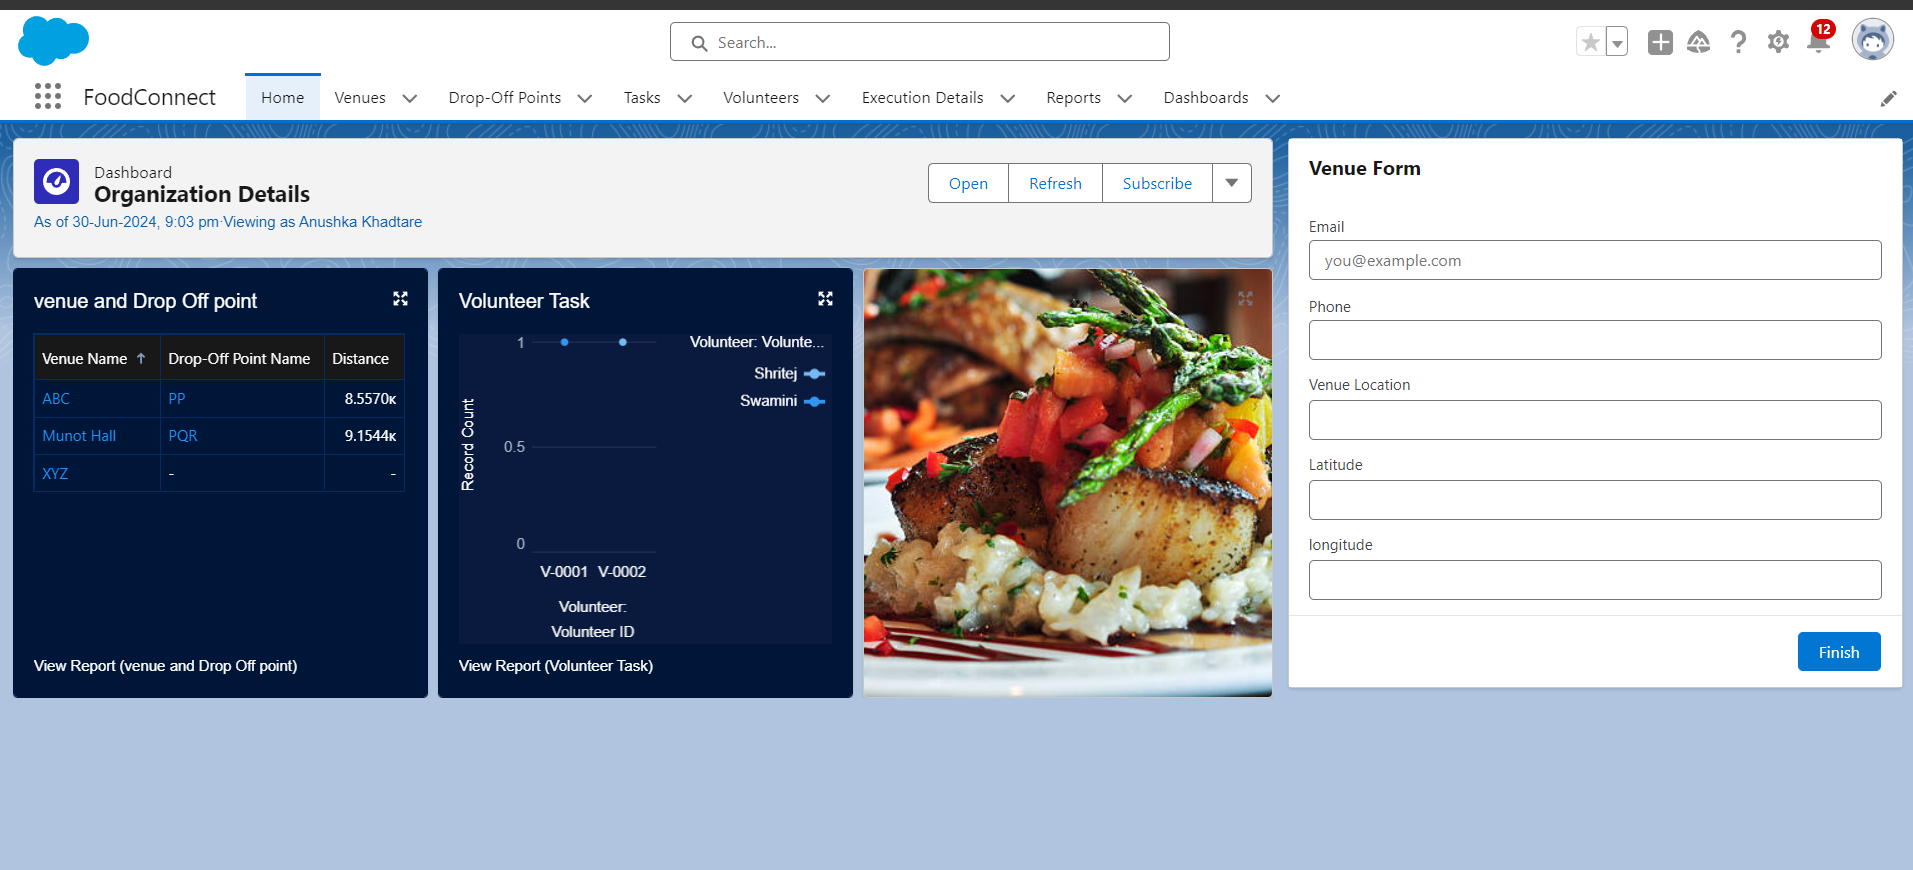 Search...
12
FoodConnect
Home
Venues
Drop-Off Points
Tasks
Volunteers
Execution Details
Reports
Dashboards
Dashboard
Organization Details
As of 30-Jun-2024, 9:03 pm·Viewing as Anushka Khadtare
Open
Refresh
Subscribe
venue and Drop Off point
Venue Name ↑ Drop-Off Point Name Distance
ABC PP 8.5570ĸ
Munot Hall PQR 9.1544ĸ
XYZ - -
View Report (venue and Drop Off point)
Volunteer Task
Record Count
1
0.5
0
V-0001 V-0002
Volunteer:
Volunteer ID
Volunteer: Volunte...
Shritej
Swamini
View Report (Volunteer Task)
Venue Form
Email
you@example.com
Phone
Venue Location
Latitude
longitude
Finish